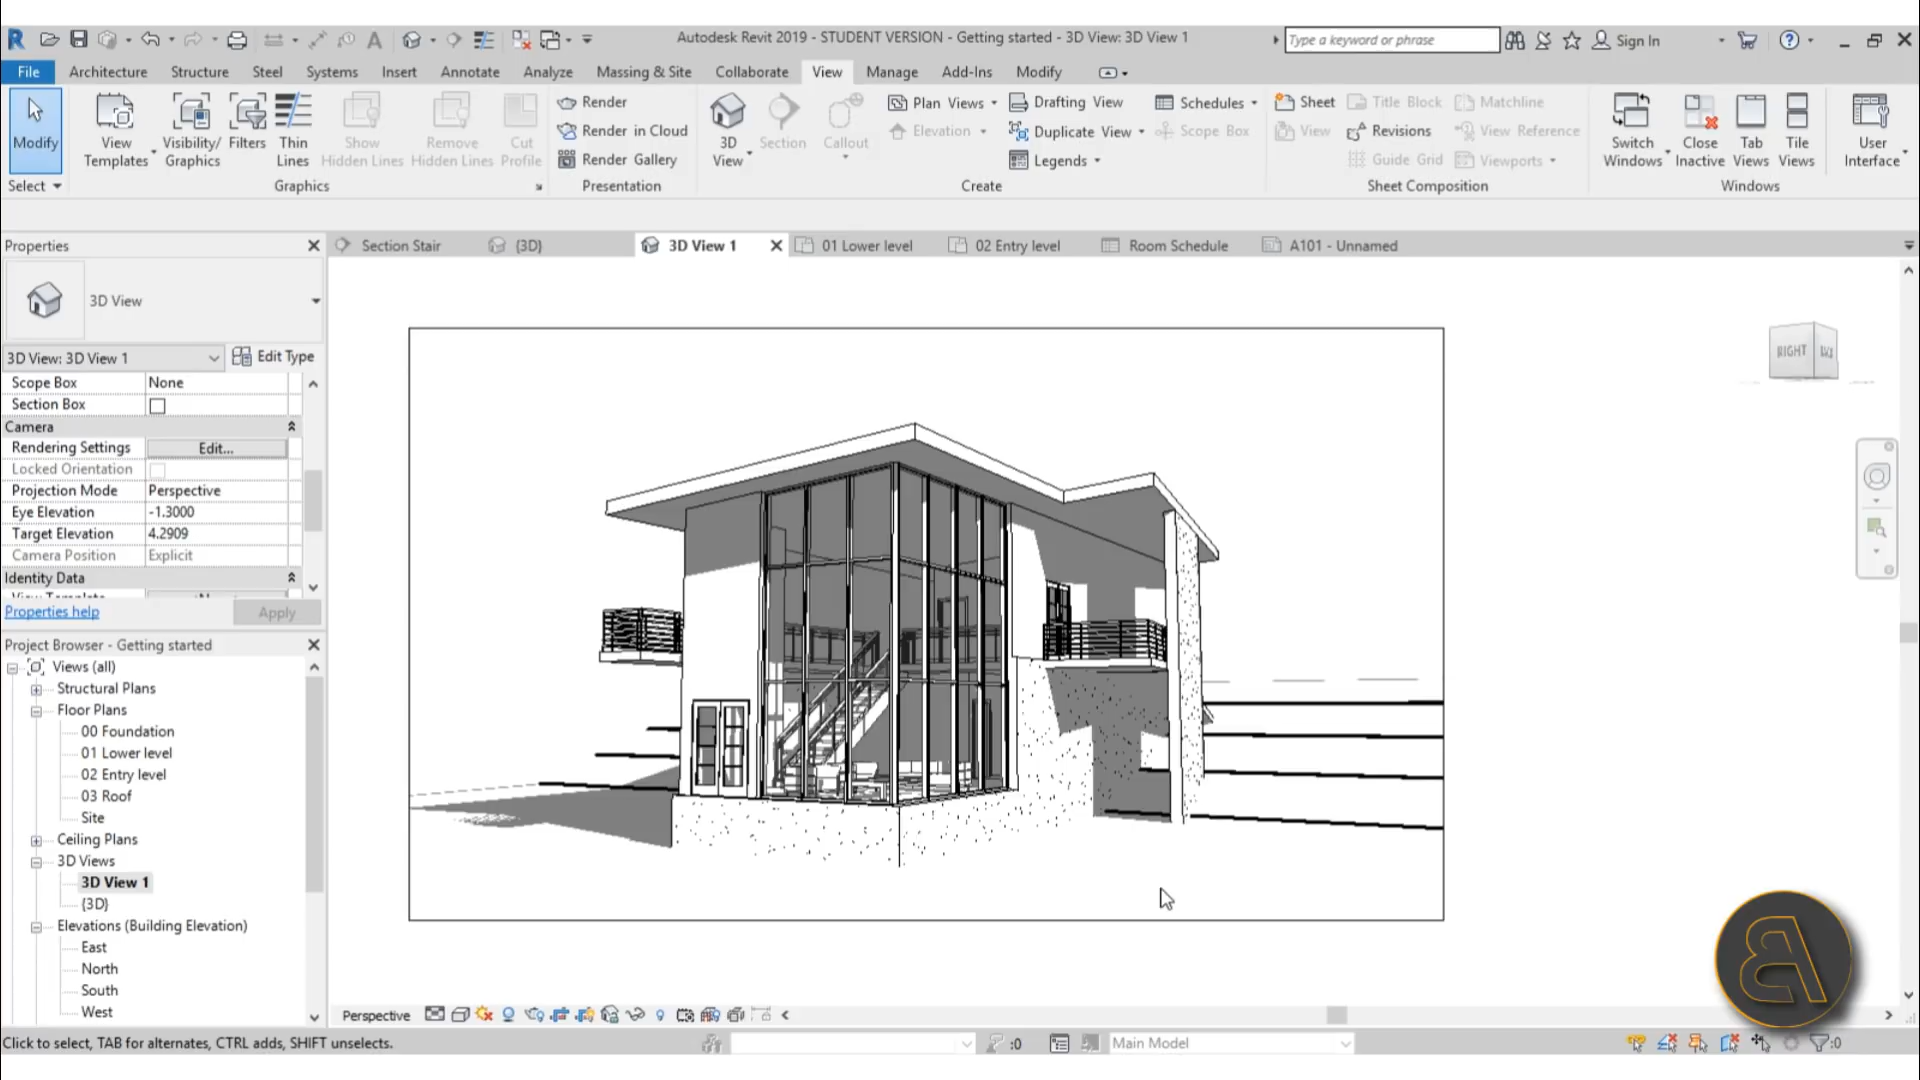 Autodesk Revit 2019 - STUDENT VERSION - Getting started - 3D View: 3D View 1
Type a keyword or phrase
Sign In
File Architecture Structure Steel Systems Insert Annotate Analyze Massing & Site Collaborate View Manage Add-Ins Modify
Modify
View Templates
Visibility/ Graphics
Filters
Thin Lines
Show Hidden Lines
Remove Hidden Lines
Cut Profile
Render
Render in Cloud
Render Gallery
3D View
Section
Callout
Plan Views
Elevation
Drafting View
Duplicate View
Legends
Schedules
Scope Box
Sheet
View
Title Block
Revisions
Guide Grid
Matchline
View Reference
Viewports
Switch Windows
Close Inactive
Tab Views
Tile Views
User Interface
Select Graphics Presentation Create Sheet Composition Windows
Properties
Section Stair {3D} 3D View 1 01 Lower level 02 Entry level Room Schedule A101 - Unnamed
3D View
3D View: 3D View 1 Edit Type
Scope Box None
Section Box
Camera
Rendering Settings Edit...
Locked Orientation
Projection Mode Perspective
Eye Elevation -1.3000
Target Elevation 4.2909
Camera Position Explicit
Identity Data
Properties help Apply
RIGHT
Project Browser - Getting started
Views (all)
Structural Plans
Floor Plans
00 Foundation
01 Lower level
02 Entry level
03 Roof
Site
Ceiling Plans
3D Views
3D View 1
{3D}
Elevations (Building Elevation)
East
North
South
West
Perspective
Click to select, TAB for alternates, CTRL adds, SHIFT unselects.
:0
Main Model
:0